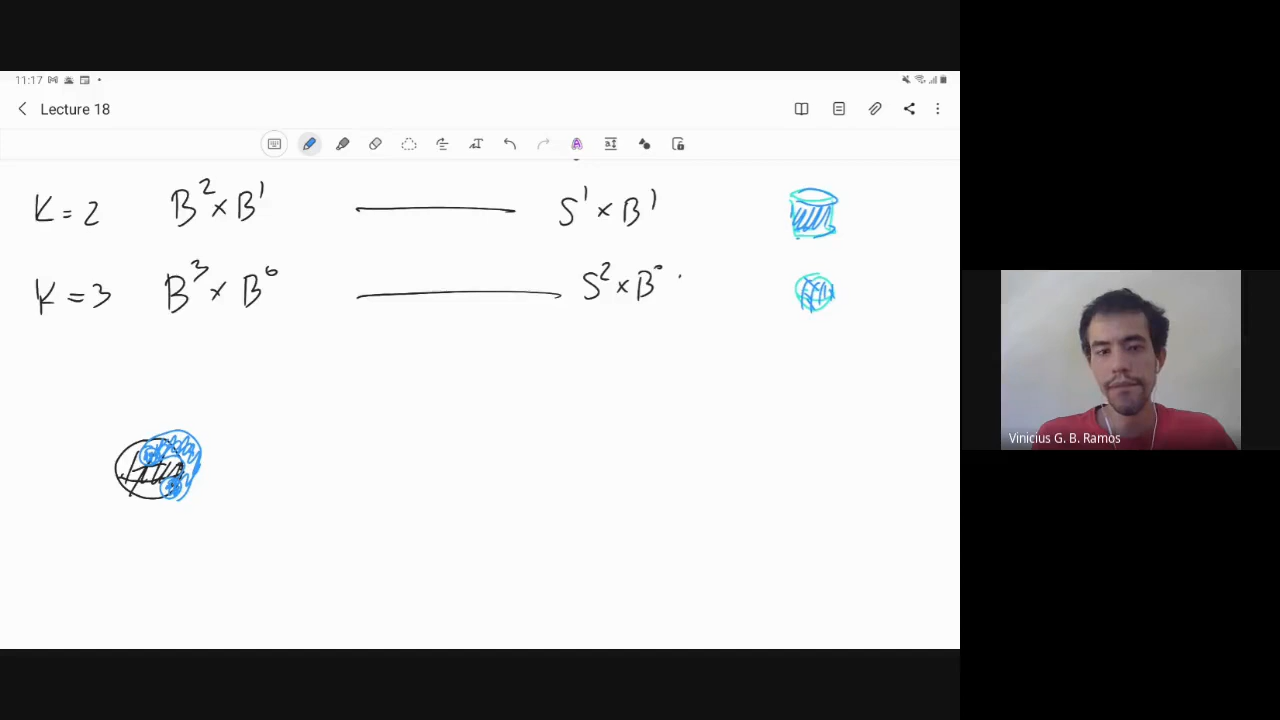 11:17
Lecture 18
K = 2 B² × B¹ ——— S¹ × B¹
K = 3 B³ × B⁰ ——— S² × B⁰.
Vinicius G. B. Ramos